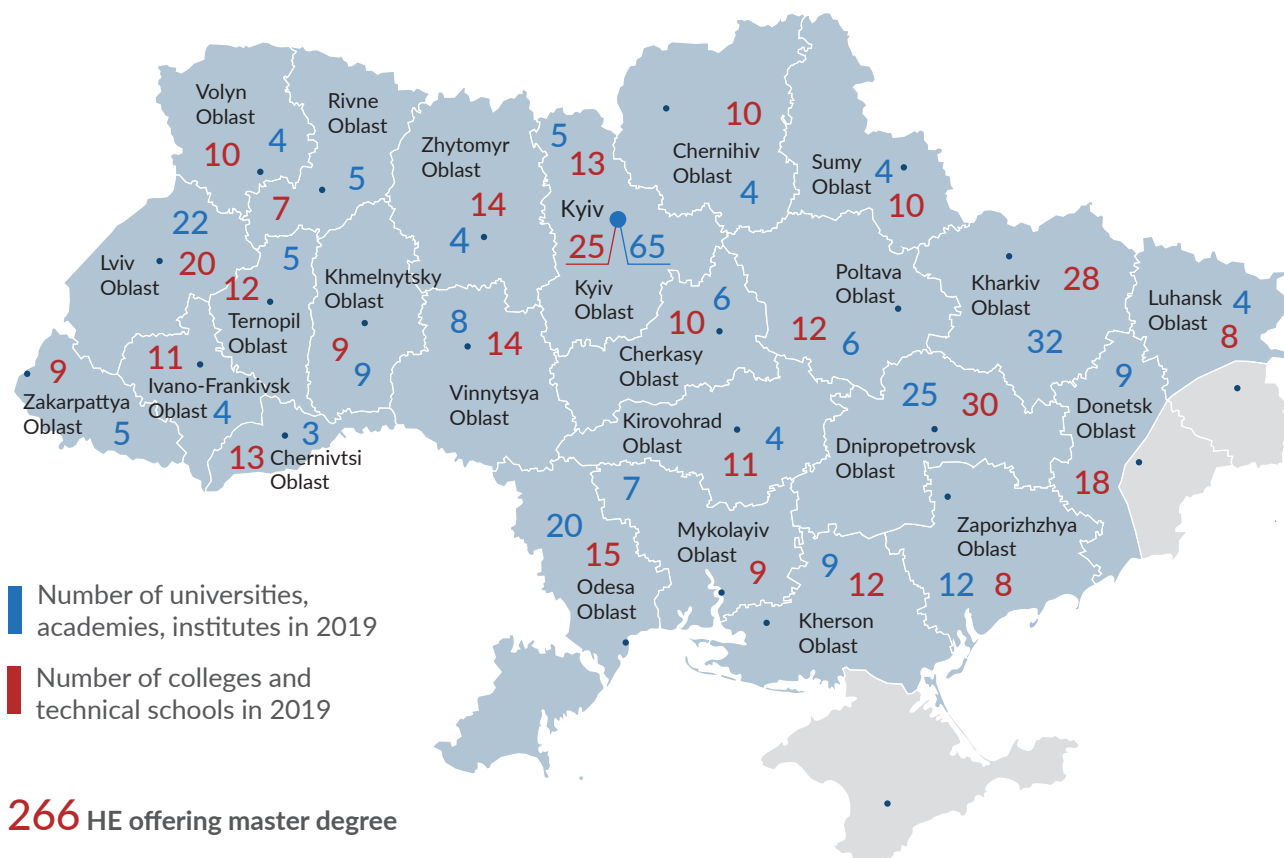 Volyn
Oblast
4
10
Rivne
Oblast
5
7
Zhytomyr
Oblast
14
4
5
13
Kyiv
25
65
Kyiv
Oblast
10
Chernihiv
Oblast
4
Sumy
Oblast
4
10
22
20
Lviv
Oblast
5
12
Ternopil
Oblast
Khmelnytsky
Oblast
9
9
8
14
Vinnytsya
Oblast
6
10
Cherkasy
Oblast
Poltava
Oblast
12
6
Kharkiv
Oblast
28
32
Luhansk
Oblast
4
8
9
Zakarpattya
Oblast
5
11
Ivano-Frankivsk
Oblast
4
3
13
Chernivtsi
Oblast
Kirovohrad
Oblast
4
11
25
30
Dnipropetrovsk
Oblast
9
Donetsk
Oblast
18
20
15
Odesa
Oblast
7
Mykolayiv
Oblast
9
9
12
Kherson
Oblast
Zaporizhzhya
Oblast
12
8
Number of universities,
academies, institutes in 2019
Number of colleges and
technical schools in 2019
266 HE offering master degree